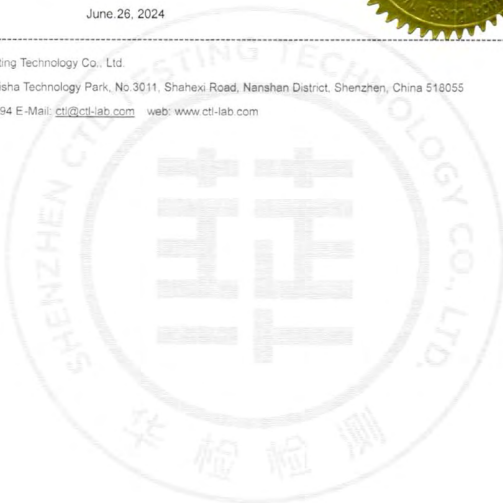 June.26, 2024
ting Technology Co., Ltd.
isha Technology Park, No.3011, Shahexi Road, Nanshan District, Shenzhen, China 518055
94 E-Mail: ctl@ctl-lab.com web: www.ctl-lab.com
SHENZHEN CTL TESTING TECHNOLOGY CO., LTD.
华检检测